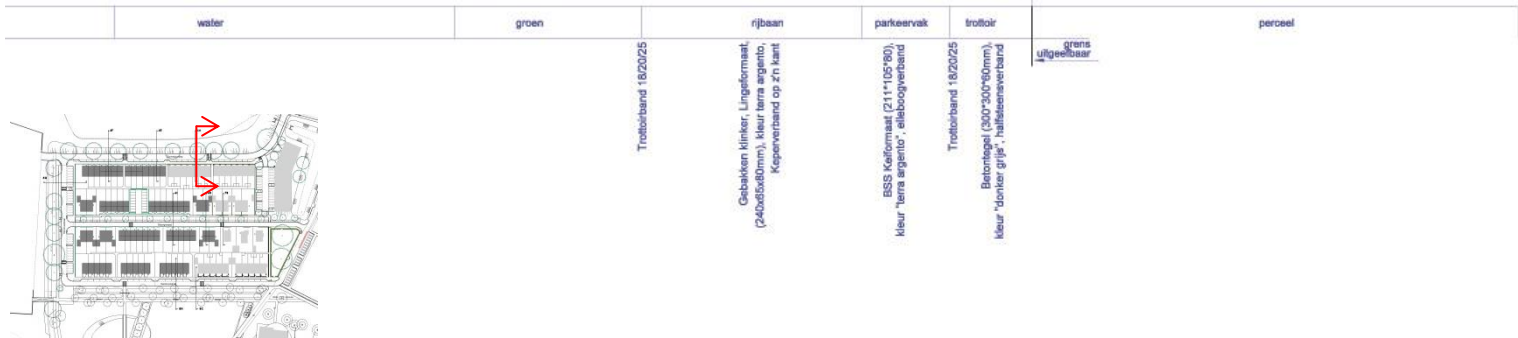 water
groen
rijbaan
parkeervak
trottoir
perceel
grens
uitgeefbaar
Trottoirband 18/20/25
Gebakken klinker, Lingeformaat,
(240x65x80mm), kleur terra argento,
Keperverband op z'n kant
BSS Keiformaat (211*105*80),
kleur "terra argento", elleboogverband
Trottoirband 18/20/25
Betontegel (300*300*60mm),
kleur "donker grijs", halfsteensverband